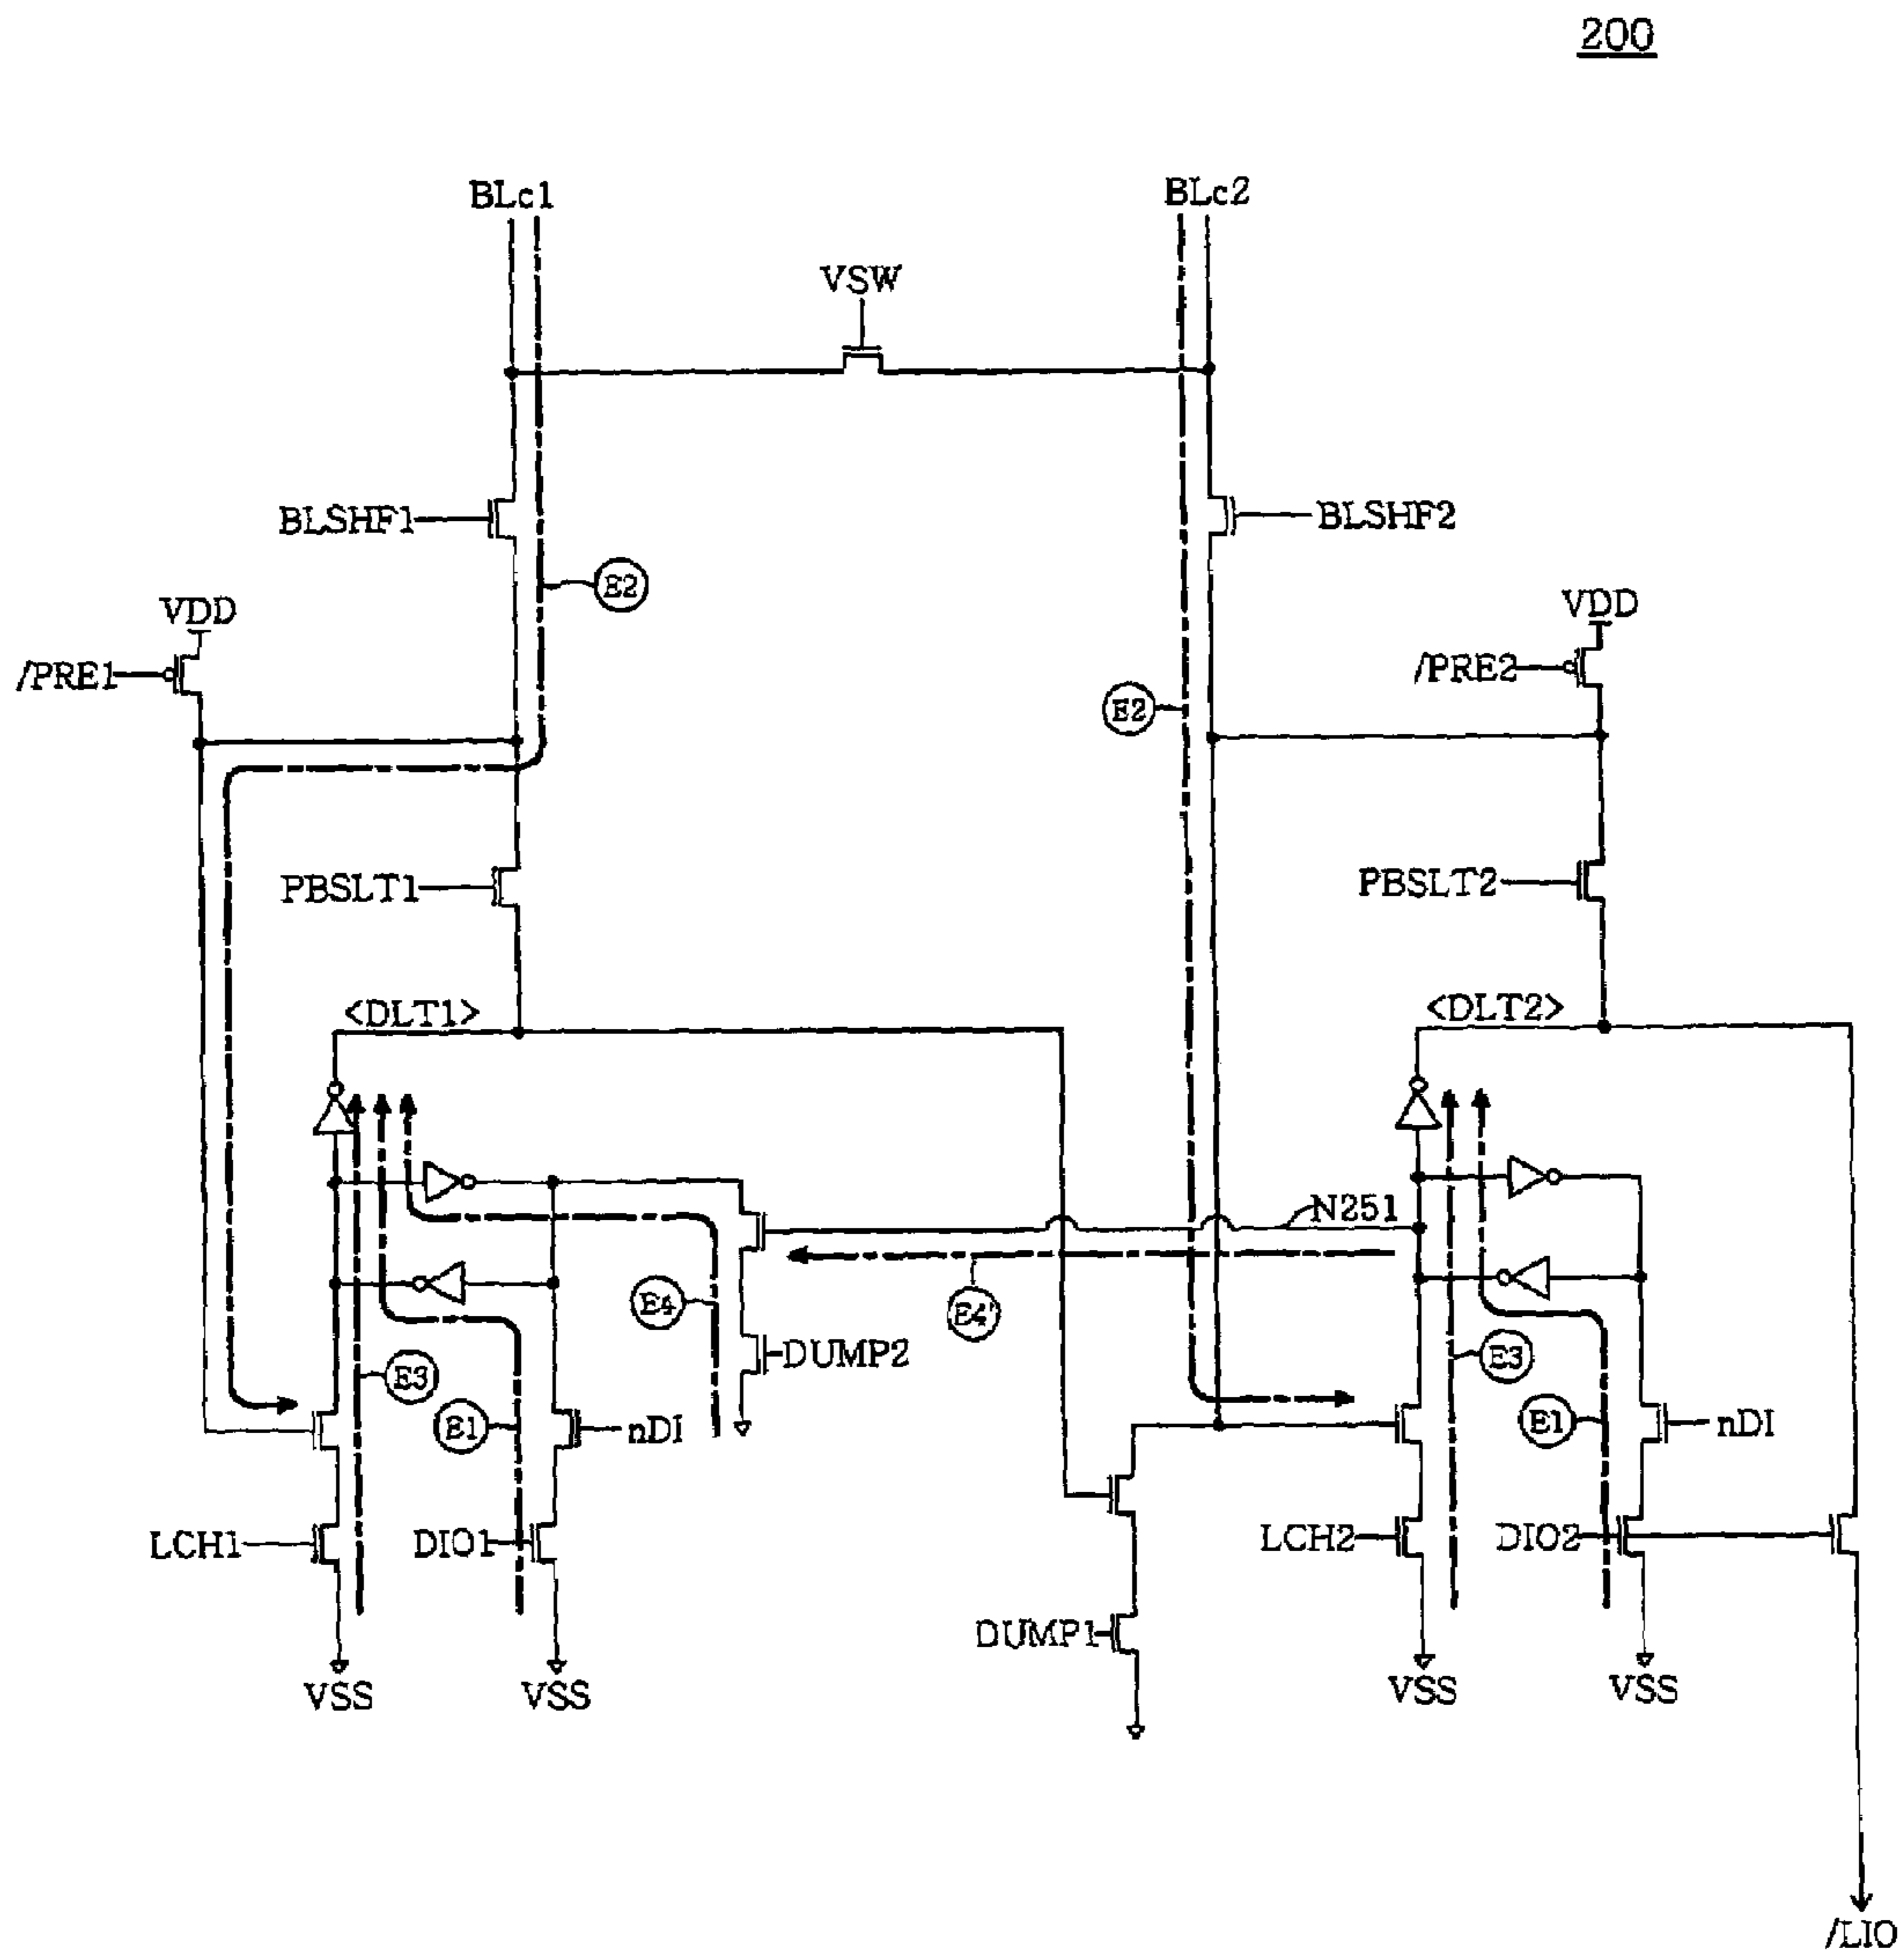 200
BLc1
BLc2
VSW
BLSHF1
BLSHF2
E2
VDD
VDD
/PRE1
/PRE2
E2
PBSLT1
PBSLT2
<DLT1>
<DLT2>
N251
E4
E4'
DUMP2
E3
E3
E1
nDI
E1
nDI
LCH1
DIO1
LCH2
DIO2
DUMP1
VSS
VSS
VSS
VSS
/LIO